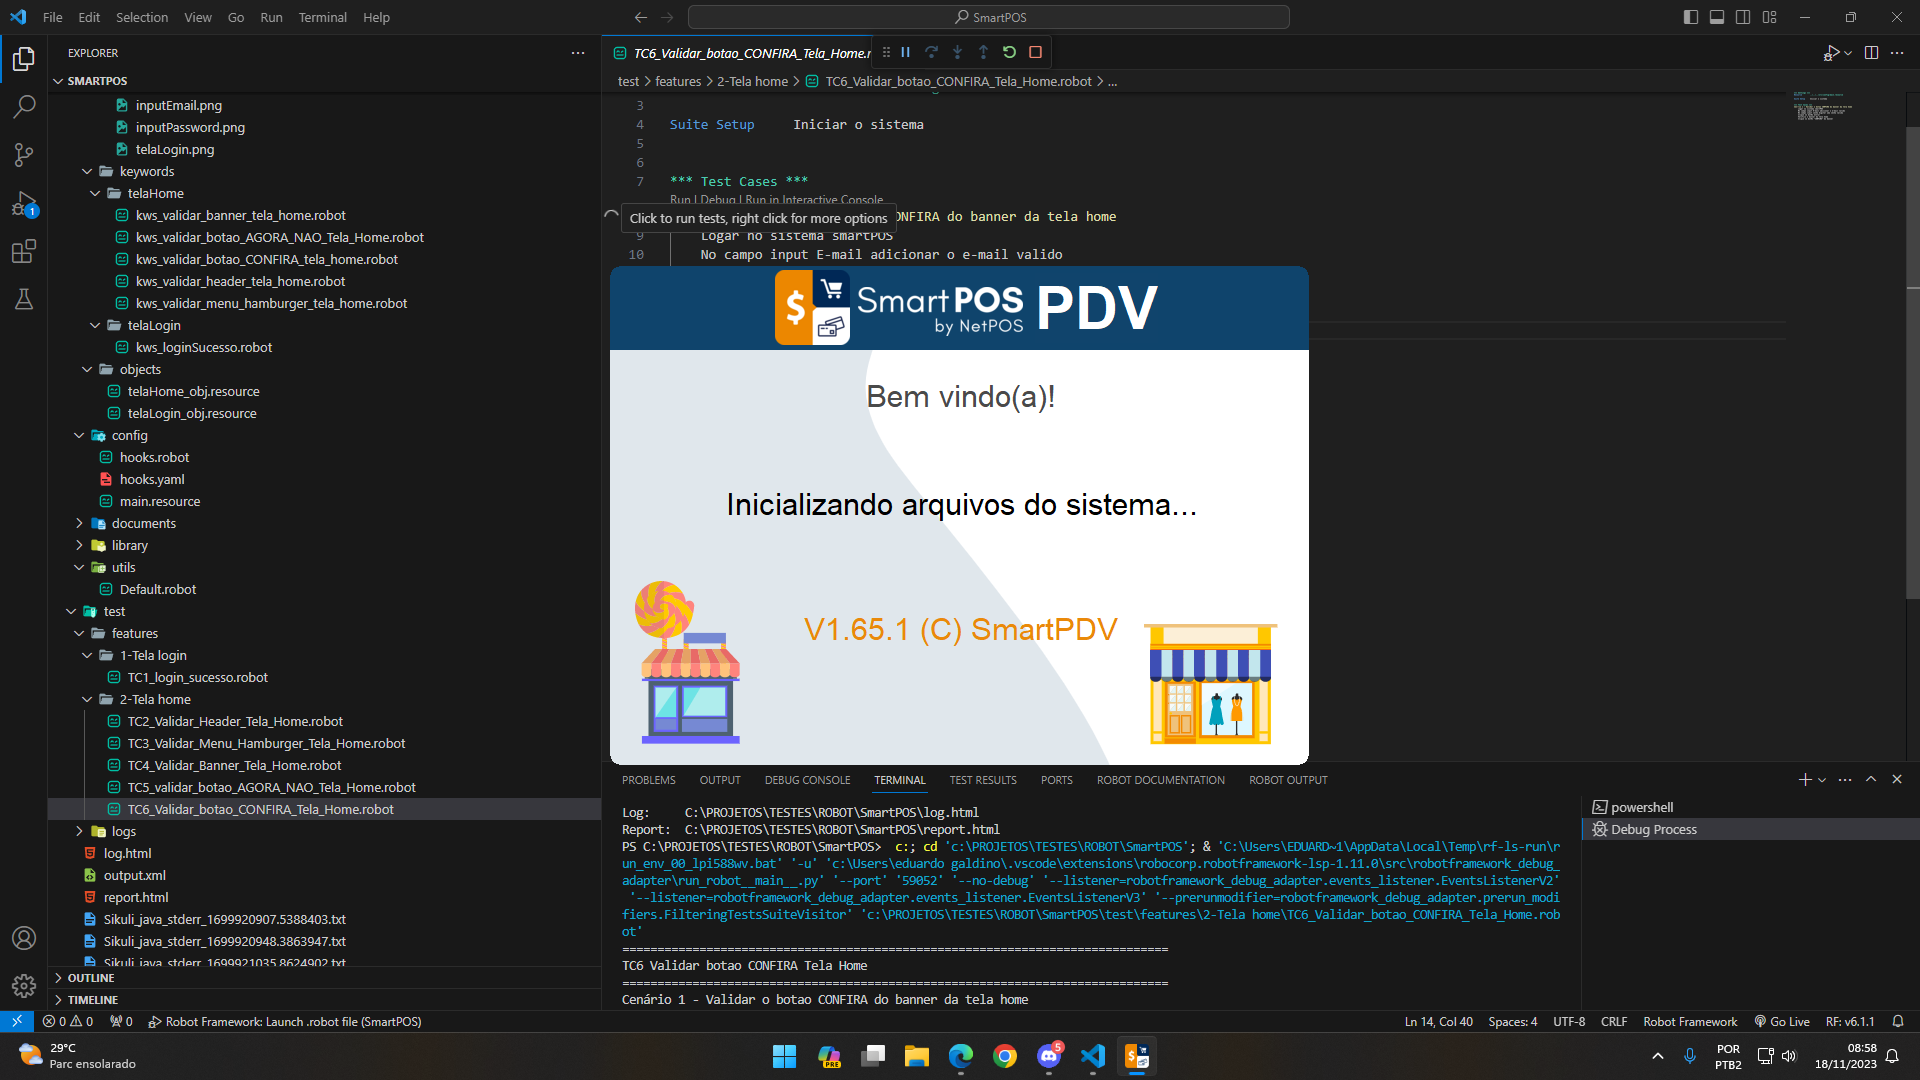 File Edit Selection View Go Run Terminal Help
SmartPOS
EXPLORER
SMARTPOS
inputEmail.png
inputPassword.png
telaLogin.png
keywords
telaHome
kws_validar_banner_tela_home.robot
kws_validar_botao_AGORA_NAO_Tela_Home.robot
kws_validar_botao_CONFIRA_tela_home.robot
kws_validar_header_tela_home.robot
kws_validar_menu_hamburger_tela_home.robot
telaLogin
kws_loginSucesso.robot
objects
telaHome_obj.resource
telaLogin_obj.resource
config
hooks.robot
hooks.yaml
main.resource
documents
library
utils
Default.robot
test
features
1-Tela login
TC1_login_sucesso.robot
2-Tela home
TC2_Validar_Header_Tela_Home.robot
TC3_Validar_Menu_Hamburger_Tela_Home.robot
TC4_Validar_Banner_Tela_Home.robot
TC5_validar_botao_AGORA_NAO_Tela_Home.robot
TC6_Validar_botao_CONFIRA_Tela_Home.robot
logs
log.html
output.xml
report.html
Sikuli_java_stderr_1699920907.5388403.txt
Sikuli_java_stderr_1699920948.3863947.txt
Sikuli_java_stderr_1699921035.8624902.txt
OUTLINE
TIMELINE
1
TC6_Validar_botao_CONFIRA_Tela_Home.r
test > features > 2-Tela home > TC6_Validar_botao_CONFIRA_Tela_Home.robot > ...
3
4 Suite Setup Iniciar o sistema
5
6
7 *** Test Cases ***
Run | Debug | Run in Interactive Console
Click to run tests, right click for more options
ONFIRA do banner da tela home
9 Logar no sistema smartPOS
10 No campo input E-mail adicionar o e-mail valido
$
Smart POS PDV
by NetPOS
Bem vindo(a)!
Inicializando arquivos do sistema...
V1.65.1 (C) SmartPDV
PROBLEMS OUTPUT DEBUG CONSOLE TERMINAL TEST RESULTS PORTS ROBOT DOCUMENTATION ROBOT OUTPUT
Log: C:\PROJETOS\TESTES\ROBOT\SmartPOS\log.html
Report: C:\PROJETOS\TESTES\ROBOT\SmartPOS\report.html
PS C:\PROJETOS\TESTES\ROBOT\SmartPOS> c:; cd 'c:\PROJETOS\TESTES\ROBOT\SmartPOS'; & 'C:\Users\EDUARD~1\AppData\Local\Temp\rf-ls-run\r
un_env_00_lpi588wv.bat' '-u' 'c:\Users\eduardo galdino\.vscode\extensions\robocorp.robotframework-lsp-1.11.0\src\robotframework_debug_
adapter\run_robot__main__.py' '--port' '59052' '--no-debug' '--listener=robotframework_debug_adapter.events_listener.EventsListenerV2'
'--listener=robotframework_debug_adapter.events_listener.EventsListenerV3' '--prerunmodifier=robotframework_debug_adapter.prerun_modi
fiers.FilteringTestsSuiteVisitor' 'c:\PROJETOS\TESTES\ROBOT\SmartPOS\test\features\2-Tela home\TC6_Validar_botao_CONFIRA_Tela_Home.rob
ot'
==============================================================================
TC6 Validar botao CONFIRA Tela Home
==============================================================================
Cenário 1 - Validar o botao CONFIRA do banner da tela home
powershell
Debug Process
0 0 0 Robot Framework: Launch .robot file (SmartPOS)
Ln 14, Col 40 Spaces: 4 UTF-8 CRLF Robot Framework Go Live RF: v6.1.1
29°C
Parc ensolarado
PRE
5
POR
PTB2
08:58
18/11/2023